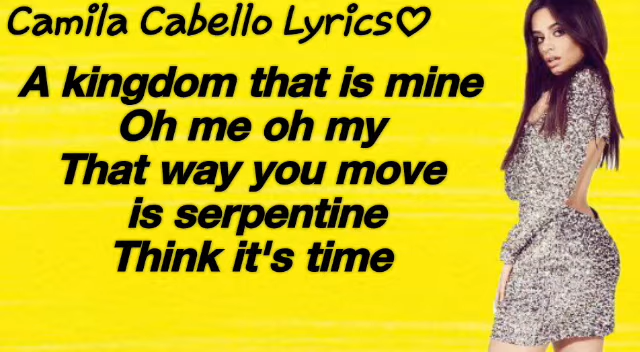 Camila Cabello Lyrics♡
A kingdom that is mine
Oh me oh my
That way you move
is serpentine
Think it's time